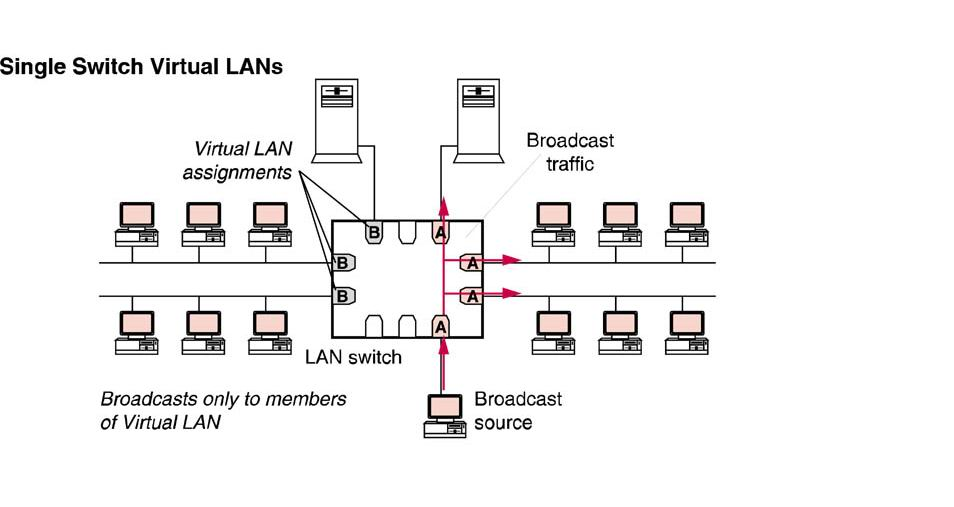 Single Switch Virtual LANs
Broadcast
traffic
Virtual LAN
assignments
B
A
B
A
B
A
A
LAN switch
Broadcasts only to members
of Virtual LAN
Broadcast
source